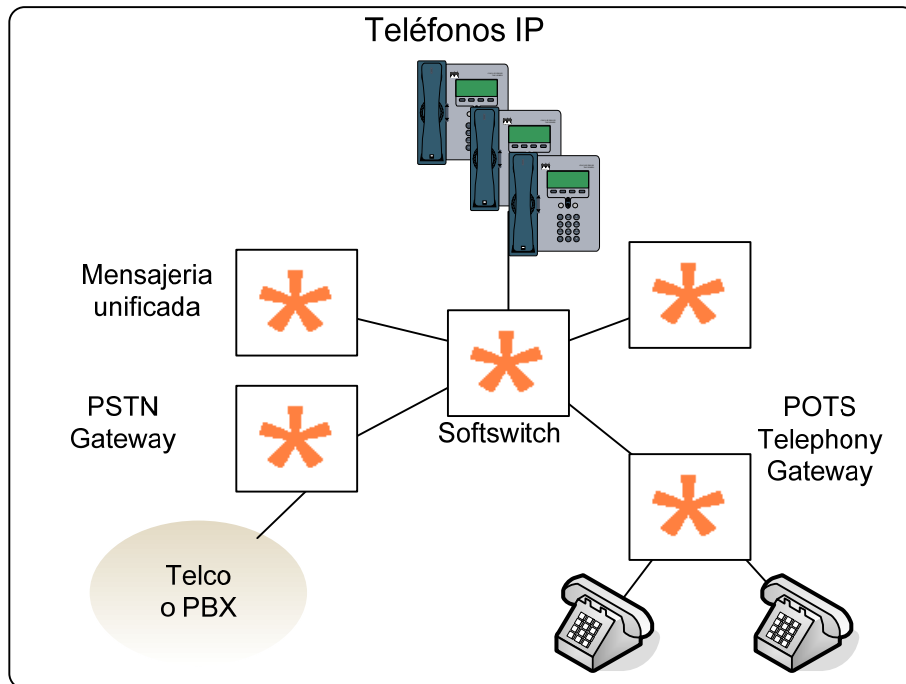 Teléfonos IP
Mensajeria
unificada
PSTN
Gateway
Softswitch
POTS
Telephony
Gateway
Telco
o PBX